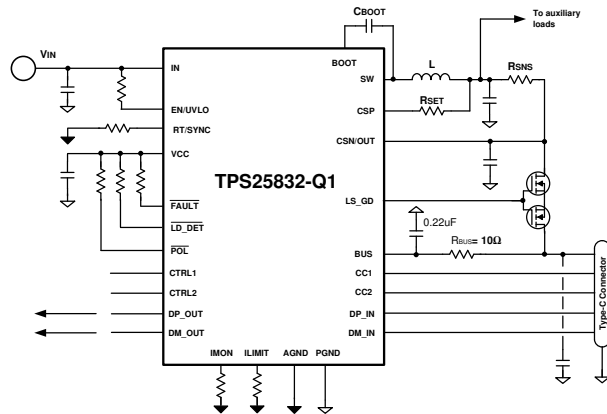 CBOOT
To auxiliary
loads
VIN
IN
BOOT
SW
L
RSNS
EN/UVLO
CSP
RSET
RT/SYNC
CSN/OUT
VCC
TPS25832-Q1
FAULT
LS_GD
LD_DET
0.22uF
POL
BUS
RBUS= 10Ω
CTRL1
CC1
CTRL2
CC2
DP_OUT
DP_IN
DM_OUT
DM_IN
Type-C Connector
IMON
ILIMIT
AGND
PGND